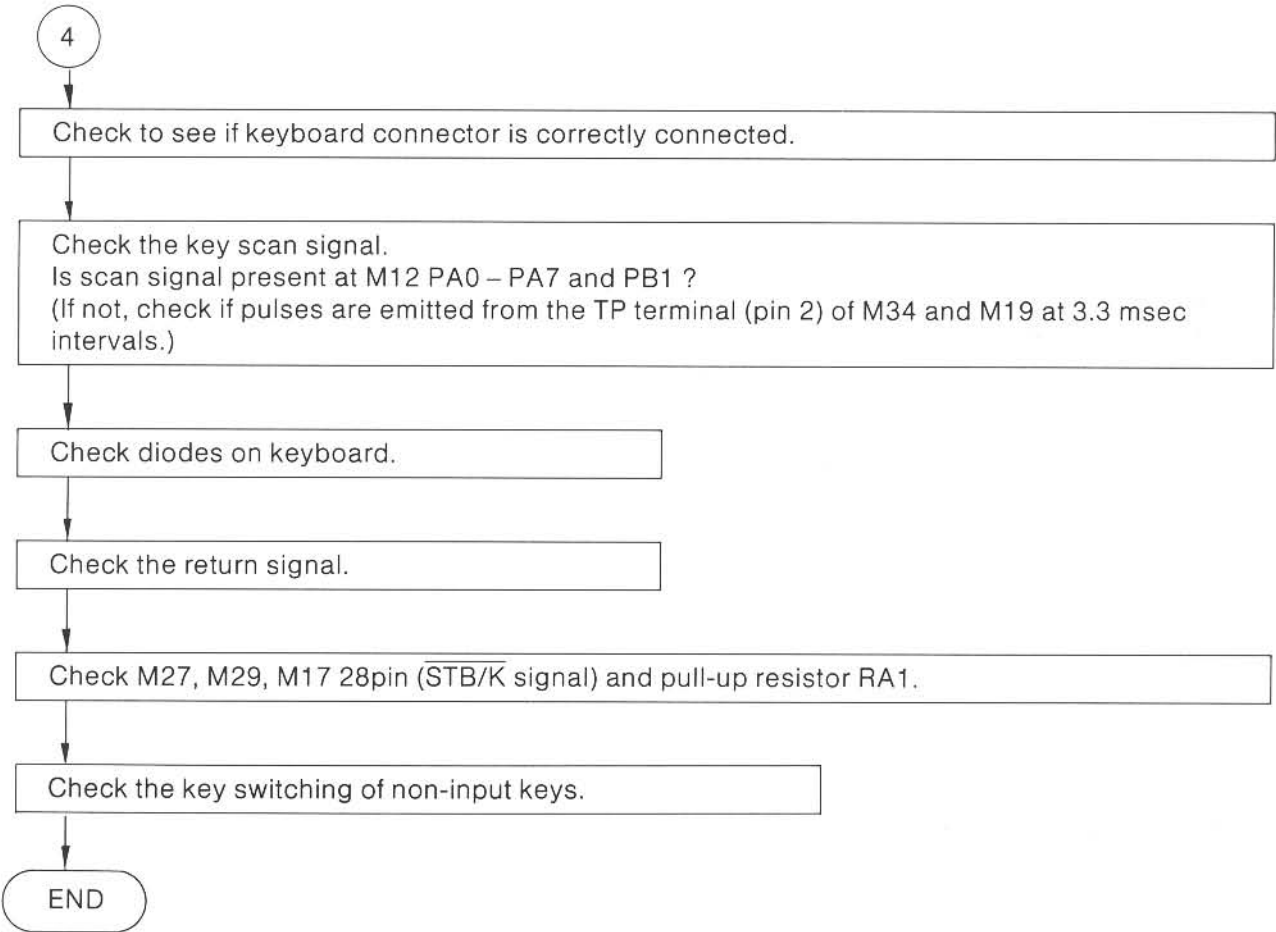 4
Check to see if keyboard connector is correctly connected.
Check the key scan signal.
Is scan signal present at M12 PA0 – PA7 and PB1 ?
(If not, check if pulses are emitted from the TP terminal (pin 2) of M34 and M19 at 3.3 msec
intervals.)
Check diodes on keyboard.
Check the return signal.
Check M27, M29, M17 28pin (S̅T̅B̅/̅K̅ signal) and pull-up resistor RA1.
Check the key switching of non-input keys.
END